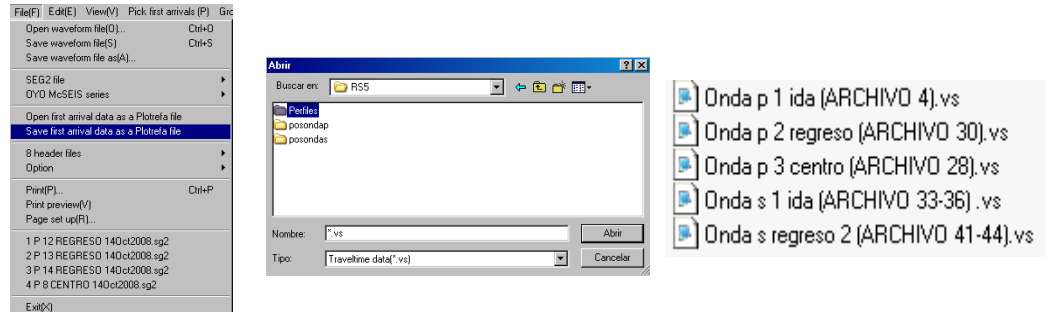 File(F) Edit(E) View(V) Pick first arrivals (P) Gro
Open waveform file(O)... Ctrl+O
Save waveform file(S) Ctrl+S
Save waveform file as(A)...
SEG2 file
OYO McSEIS series
Open first arrival data as a Plotrefa file
Save first arrival data as a Plotrefa file
8 header files
Option
Print(P)... Ctrl+P
Print preview(V)
Page set up(R)...
1 P 12 REGRESO 14Oct2008.sg2
2 P 13 REGRESO 14Oct2008.sg2
3 P 14 REGRESO 14Oct2008.sg2
4 P 8 CENTRO 14Oct2008.sg2
Exit(X)
Abrir
Buscar en: RS5
Perfiles
posondap
posondas
Nombre: *.vs Abrir
Tipo: Traveltime data(*.vs) Cancelar
Onda p 1 ida (ARCHIVO 4).vs
Onda p 2 regreso (ARCHIVO 30).vs
Onda p 3 centro (ARCHIVO 28).vs
Onda s 1 ida (ARCHIVO 33-36) .vs
Onda s regreso 2 (ARCHIVO 41-44).vs